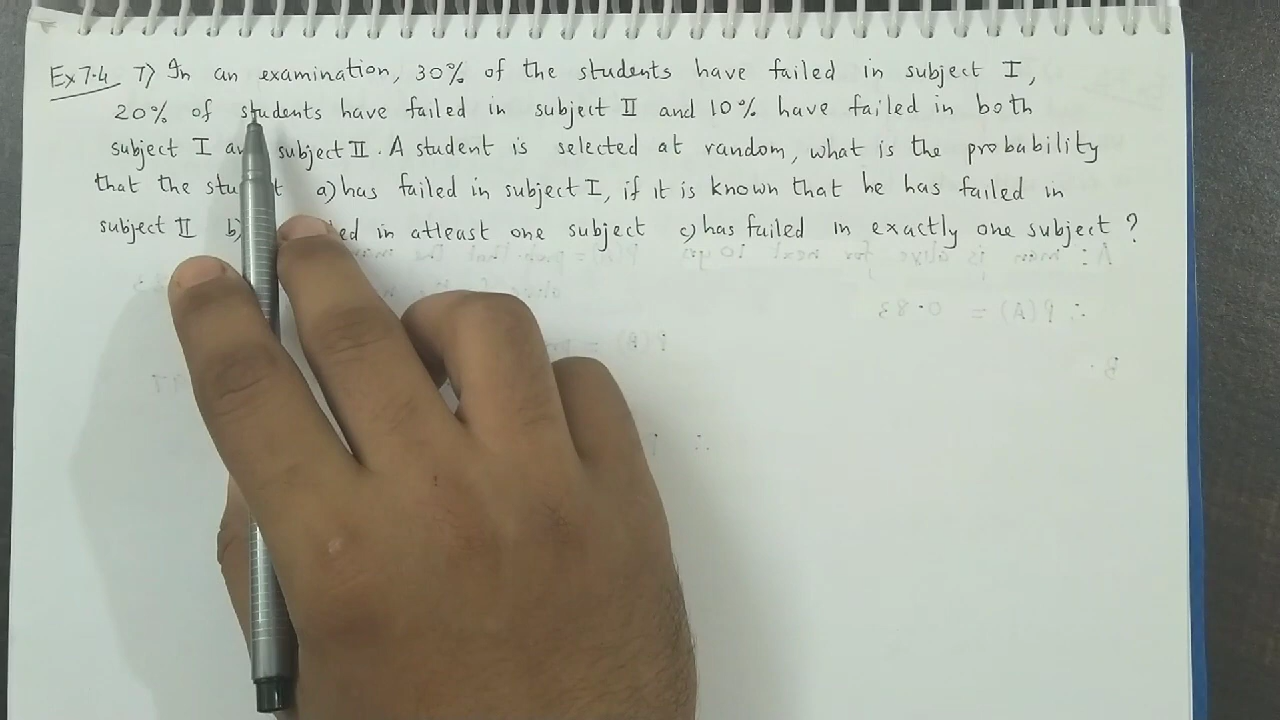 Ex 7.4 7) In an examination, 30% of the students have failed in subject I,
20% of students have failed in subject II and 10% have failed in both
subject I subject II. A student is selected at random, what is the probability
that the a) has failed in subject I, if it is known that he has failed in
subject II b) in atleast one subject c) has failed in exactly one subject ?